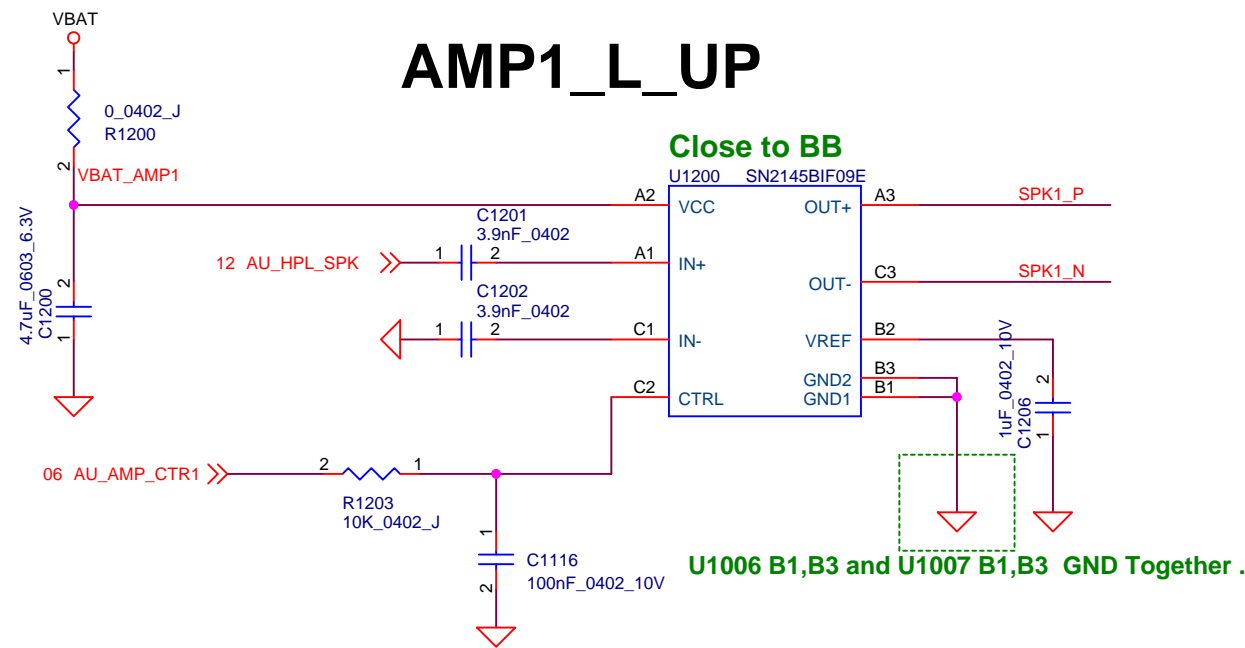 VBAT
AMP1_L_UP
1
0_0402_J
R1200
2
VBAT_AMP1
Close to BB
U1200 SN2145BIF09E
A2 VCC
OUT+ A3 SPK1_P
C1201
3.9nF_0402
12 AU_HPL_SPK 1 2 A1 IN+
OUT- C3 SPK1_N
4.7uF_0603_6.3V
C1200
2
1
C1202
3.9nF_0402
1 2 C1 IN-
VREF B2
GND2 B3
GND1 B1
C2 CTRL
1uF_0402_10V
C1206
2
1
06 AU_AMP_CTR1 2 1
R1203
10K_0402_J
1
C1116
100nF_0402_10V
2
U1006 B1,B3 and U1007 B1,B3 GND Together .